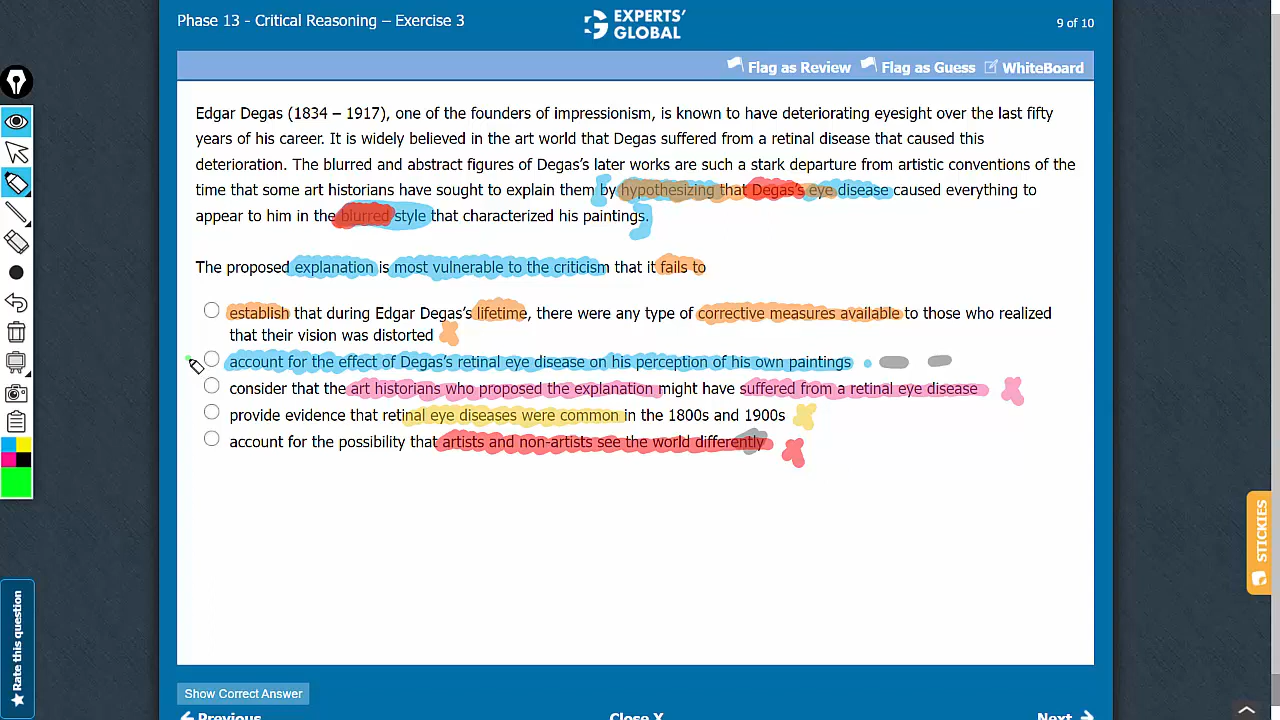 Phase 13 - Critical Reasoning – Exercise 3
EXPERTS'
GLOBAL
9 of 10
Flag as Review
Flag as Guess
WhiteBoard
Edgar Degas (1834 – 1917), one of the founders of impressionism, is known to have deteriorating eyesight over the last fifty
years of his career. It is widely believed in the art world that Degas suffered from a retinal disease that caused this
deterioration. The blurred and abstract figures of Degas's later works are such a stark departure from artistic conventions of the
time that some art historians have sought to explain them by hypothesizing that Degas's eye disease caused everything to
appear to him in the blurred style that characterized his paintings.
The proposed explanation is most vulnerable to the criticism that it fails to
establish that during Edgar Degas's lifetime, there were any type of corrective measures available to those who realized
that their vision was distorted
account for the effect of Degas's retinal eye disease on his perception of his own paintings
consider that the art historians who proposed the explanation might have suffered from a retinal eye disease
provide evidence that retinal eye diseases were common in the 1800s and 1900s
account for the possibility that artists and non-artists see the world differently
STICKIES
Rate this question
Show Correct Answer
Previous
Close X
Next